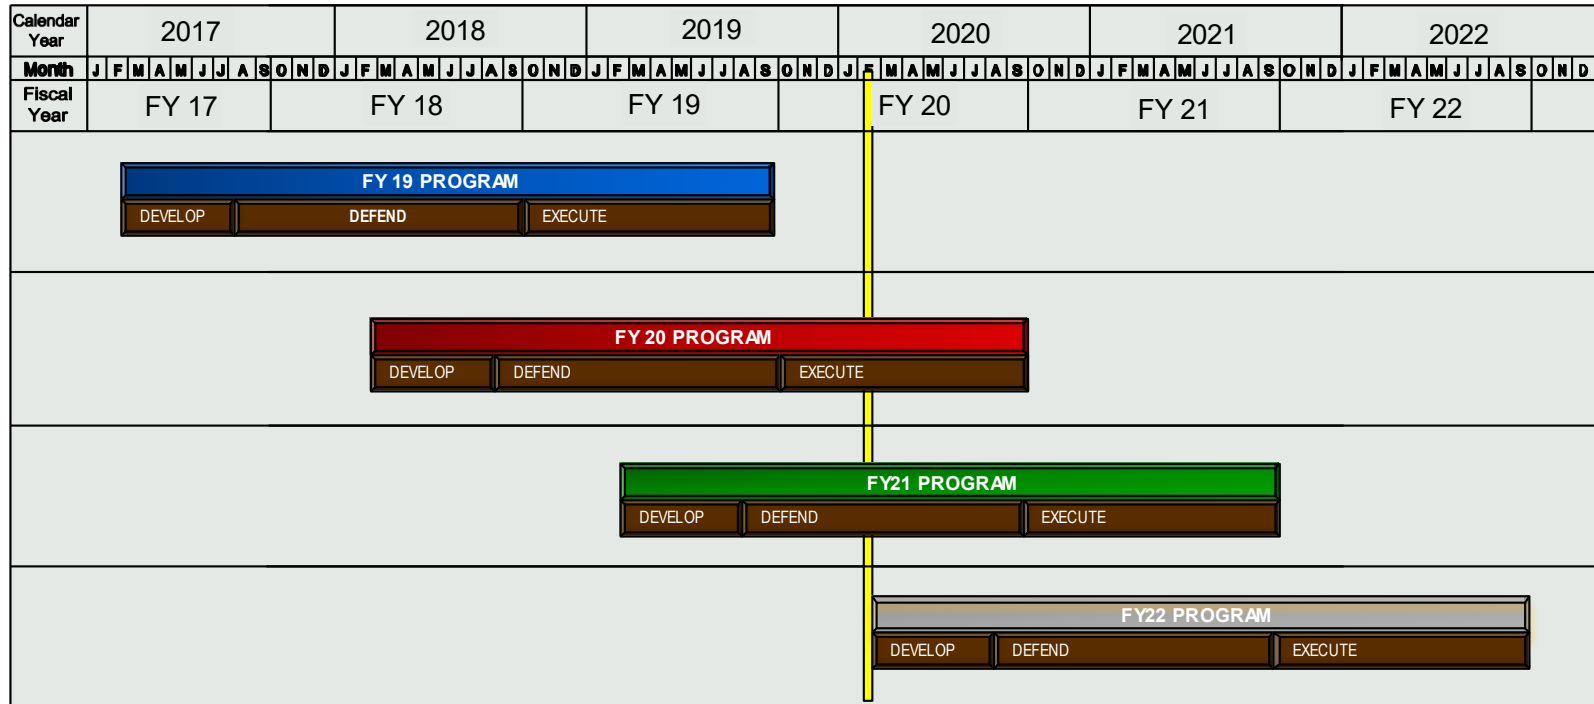 Calendar Year 2017 2018 2019 2020 2021 2022
Month J F M A M J J A S O N D J F M A M J J A S O N D J F M A M J J A S O N D J F M A M J J A S O N D J F M A M J J A S O N D J F M A M J J A S O N D
Fiscal Year FY 17 FY 18 FY 19 FY 20 FY 21 FY 22
FY 19 PROGRAM
DEVELOP DEFEND EXECUTE
FY 20 PROGRAM
DEVELOP DEFEND EXECUTE
FY21 PROGRAM
DEVELOP DEFEND EXECUTE
FY22 PROGRAM
DEVELOP DEFEND EXECUTE